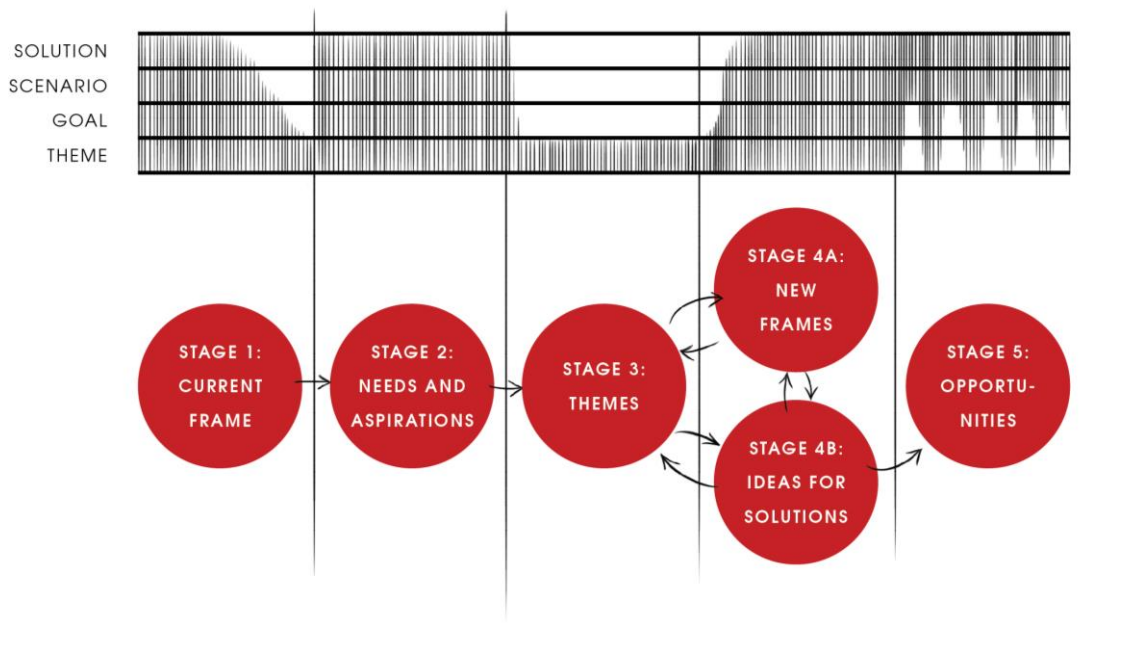 SOLUTION
SCENARIO
GOAL
THEME
STAGE 1:
CURRENT
FRAME
STAGE 2:
NEEDS AND
ASPIRATIONS
STAGE 3:
THEMES
STAGE 4A:
NEW
FRAMES
STAGE 4B:
IDEAS FOR
SOLUTIONS
STAGE 5:
OPPORTU-
NITIES